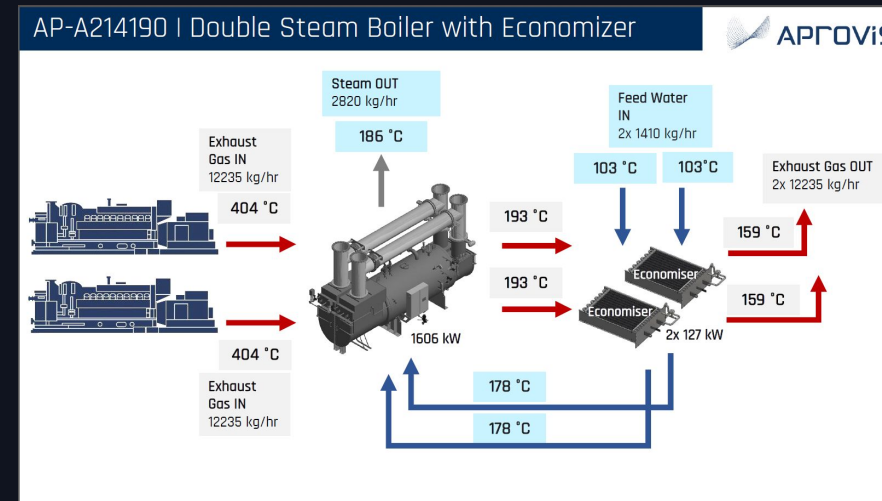 AP-A214190 | Double Steam Boiler with Economizer
APROVIS
Steam OUT
2820 kg/hr
186 °C
Feed Water
IN
2x 1410 kg/hr
103 °C
103°C
Exhaust
Gas IN
12235 kg/hr
404 °C
193 °C
193 °C
Exhaust Gas OUT
2x 12235 kg/hr
159 °C
159 °C
Economiser
Economiser
2x 127 kW
1606 kW
404 °C
Exhaust
Gas IN
12235 kg/hr
178 °C
178 °C